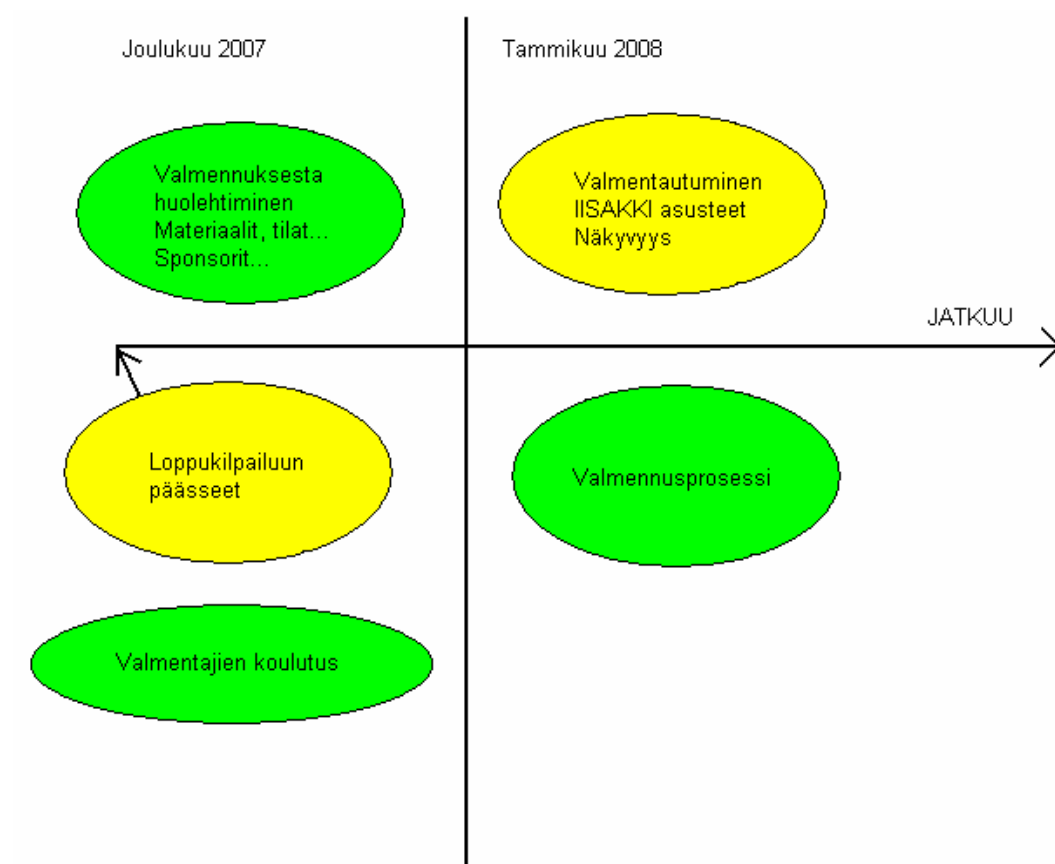 Joulukuu 2007
Tammikuu 2008
Valmennuksesta
huolehtiminen
Materiaalit, tilat...
Sponsorit...
Valmentautuminen
IISAKKI asusteet
Näkyvyys
JATKUU
Loppukilpailuun
päässeet
Valmennusprosessi
Valmentajien koulutus